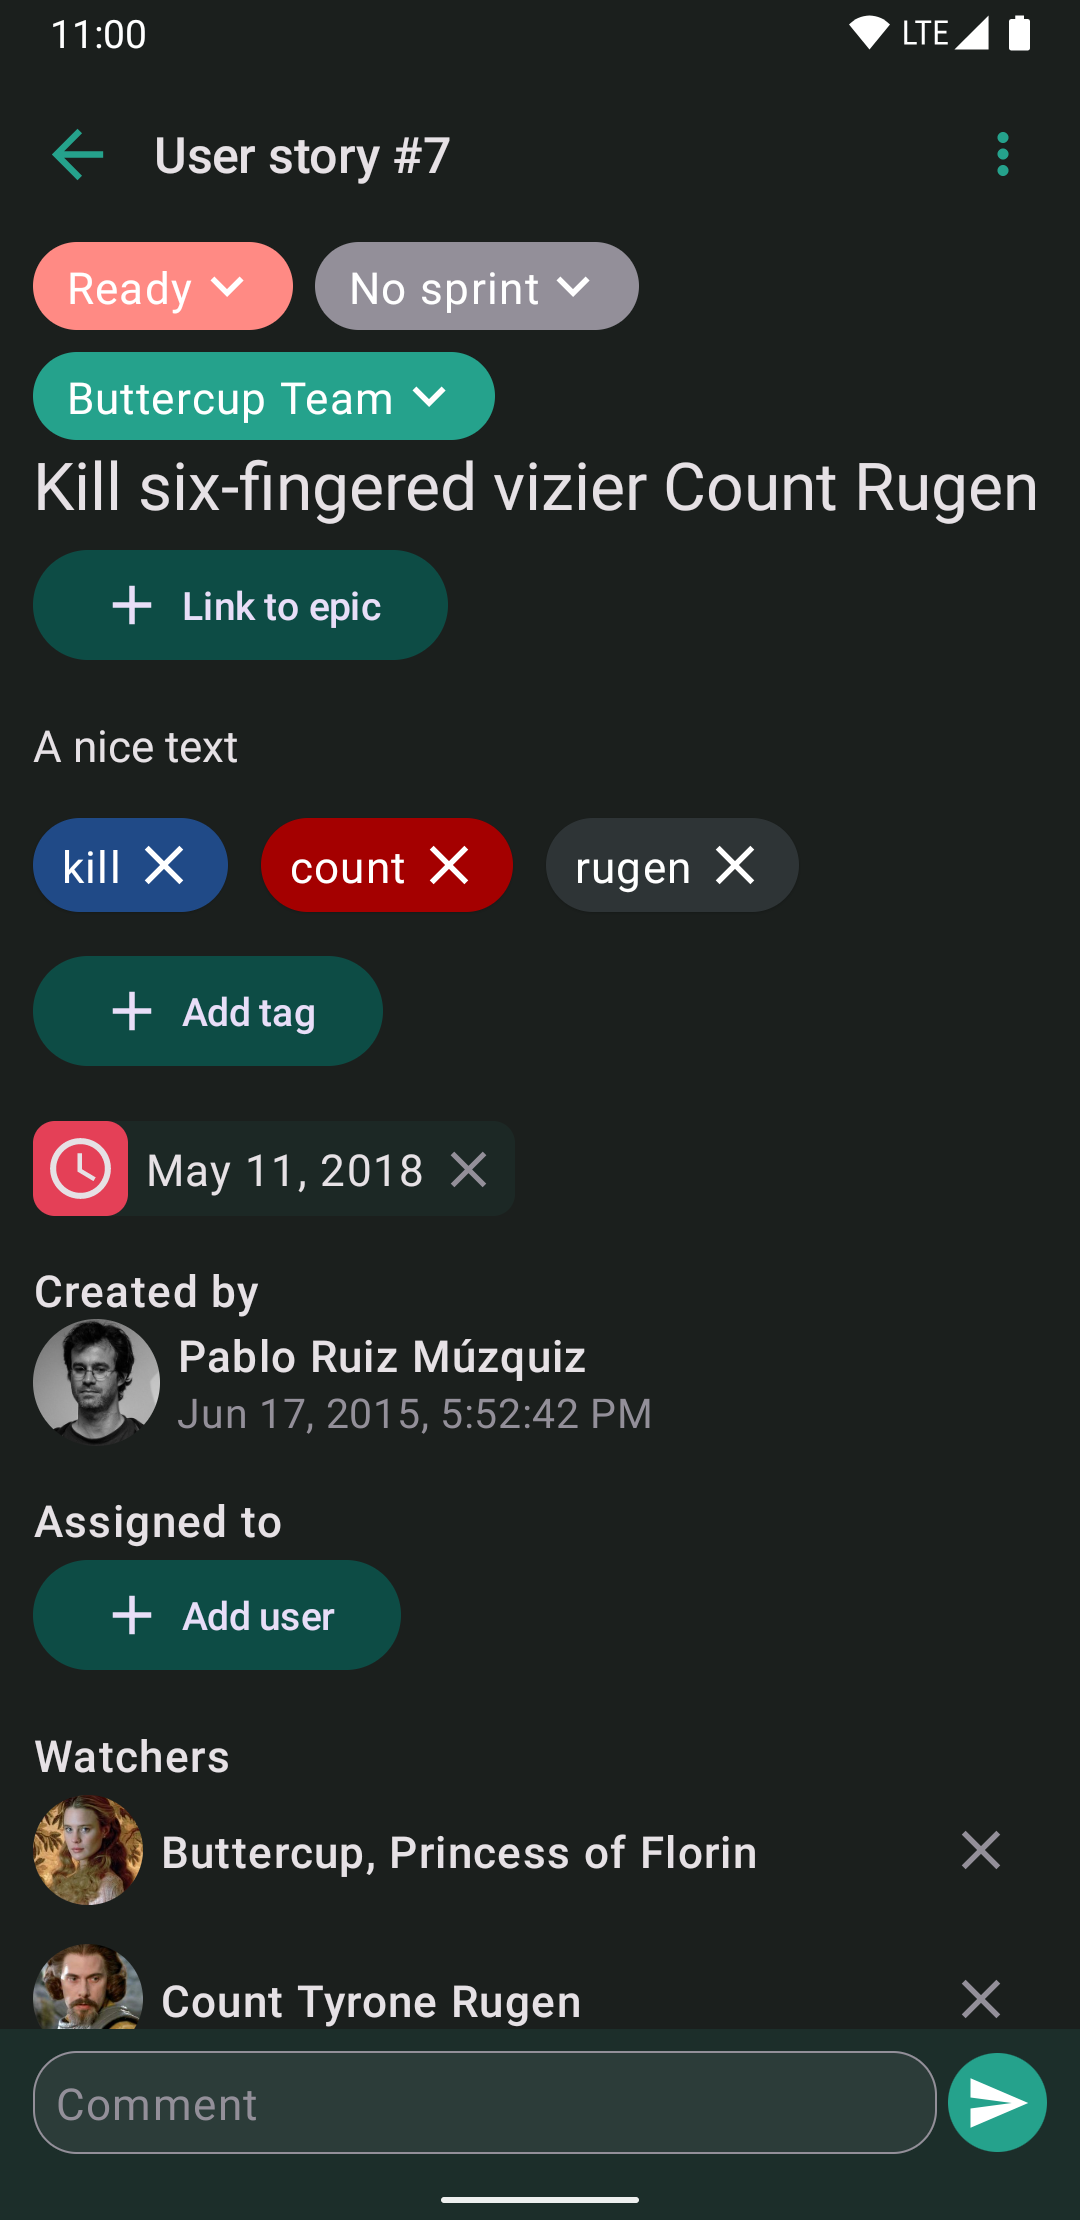 11:00 LTE
User story #7
Ready No sprint
Buttercup Team
Kill six-fingered vizier Count Rugen
Link to epic
A nice text
kill count rugen
Add tag
May 11, 2018
Created by
Pablo Ruiz Múzquiz
Jun 17, 2015, 5:52:42 PM
Assigned to
Add user
Watchers
Buttercup, Princess of Florin
Count Tyrone Rugen
Comment